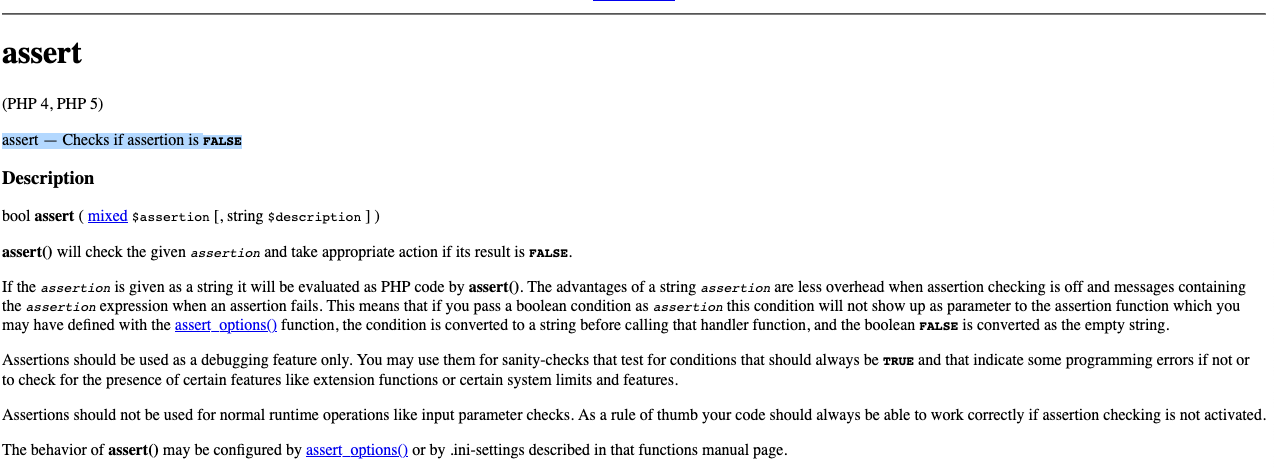 assert
(PHP 4, PHP 5)
assert — Checks if assertion is FALSE
Description
bool assert ( mixed $assertion [, string $description ] )
assert() will check the given assertion and take appropriate action if its result is FALSE.
If the assertion is given as a string it will be evaluated as PHP code by assert(). The advantages of a string assertion are less overhead when assertion checking is off and messages containing
the assertion expression when an assertion fails. This means that if you pass a boolean condition as assertion this condition will not show up as parameter to the assertion function which you
may have defined with the assert_options() function, the condition is converted to a string before calling that handler function, and the boolean FALSE is converted as the empty string.
Assertions should be used as a debugging feature only. You may use them for sanity-checks that test for conditions that should always be TRUE and that indicate some programming errors if not or
to check for the presence of certain features like extension functions or certain system limits and features.
Assertions should not be used for normal runtime operations like input parameter checks. As a rule of thumb your code should always be able to work correctly if assertion checking is not activated.
The behavior of assert() may be configured by assert_options() or by .ini-settings described in that functions manual page.